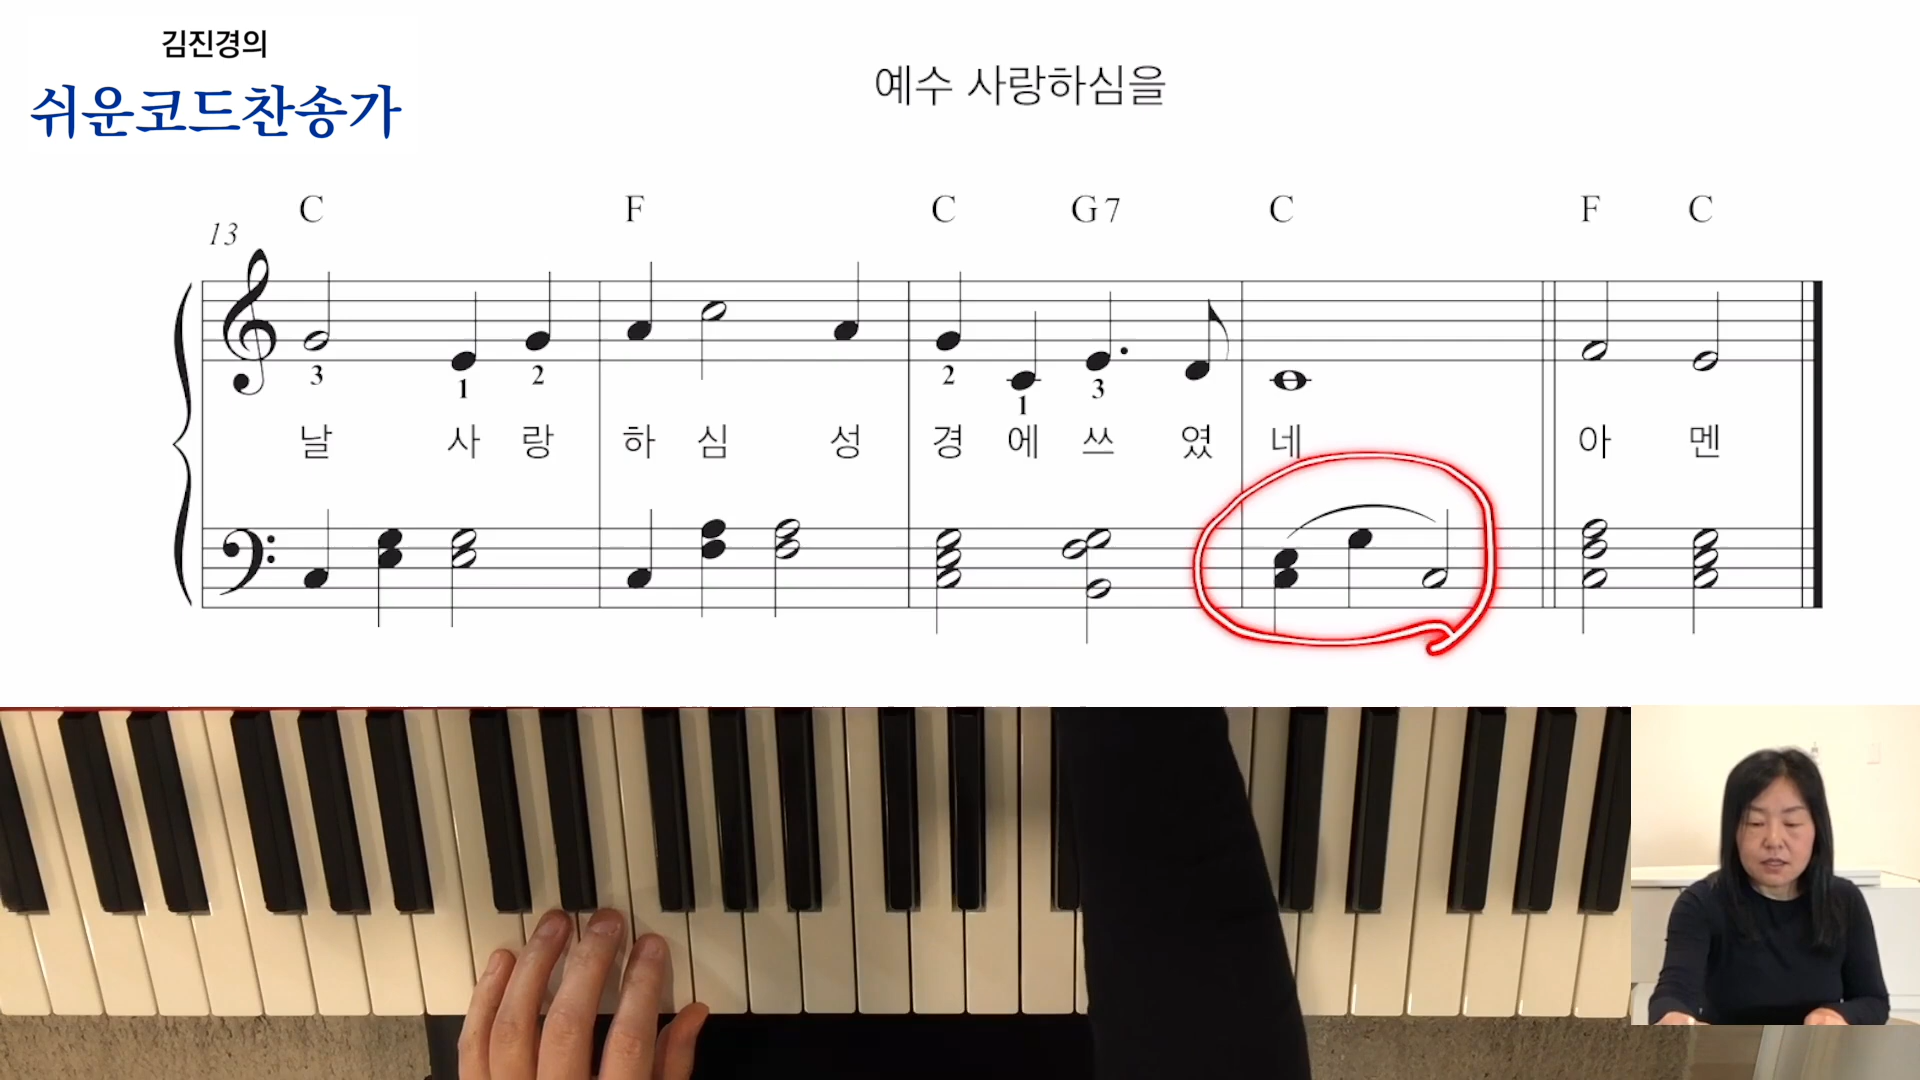 김진경의
쉬운코드찬송가
예수 사랑하심을
C F C G7 C F C
13
3 1 2 2 1 3
날 사 랑 하 심 성 경 에 쓰 였 네 아 멘